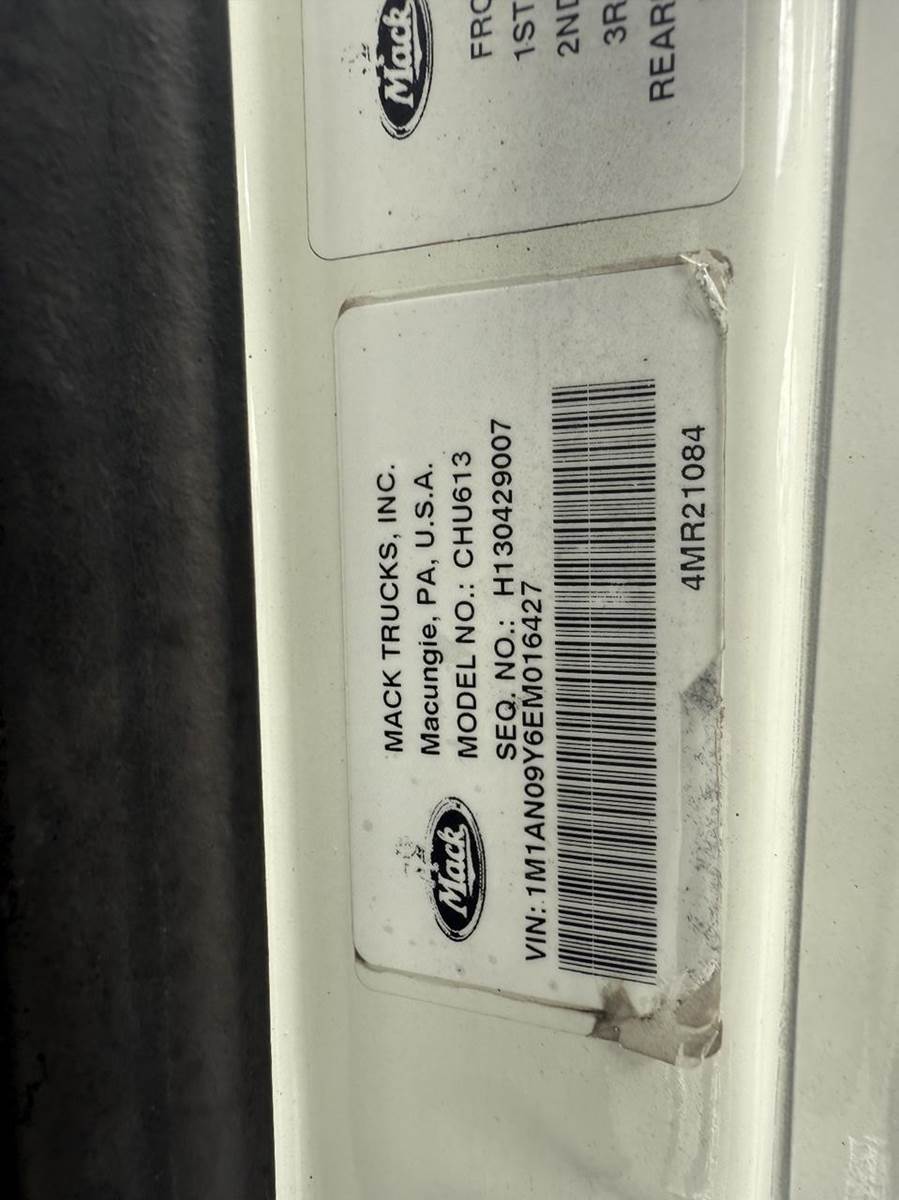 Mack
FRO
1ST
2ND
3R
REAR
MACK TRUCKS, INC.
Macungie, PA, U.S.A.
MODEL NO.: CHU613
SEQ. NO.: H130429007
Mack
VIN: 1M1AN09Y6EM016427
4MR21084